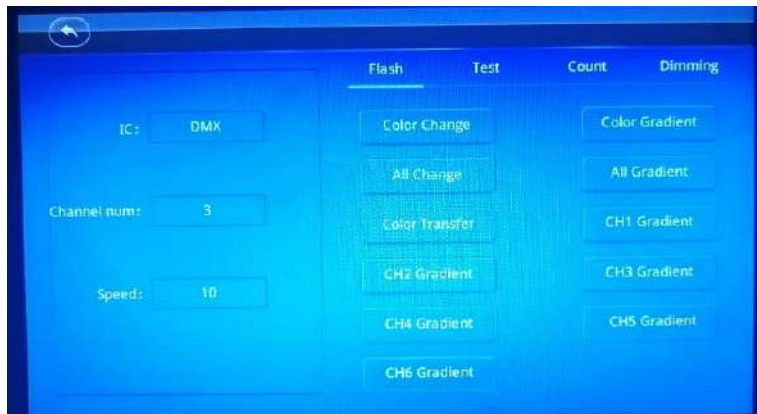 Flash Test Count Dimming
IC: DMX
Channel num: 3
Speed: 10
Color Change Color Gradient
All Change All Gradient
Color Transfer CH1 Gradient
CH2 Gradient CH3 Gradient
CH4 Gradient CH5 Gradient
CH6 Gradient